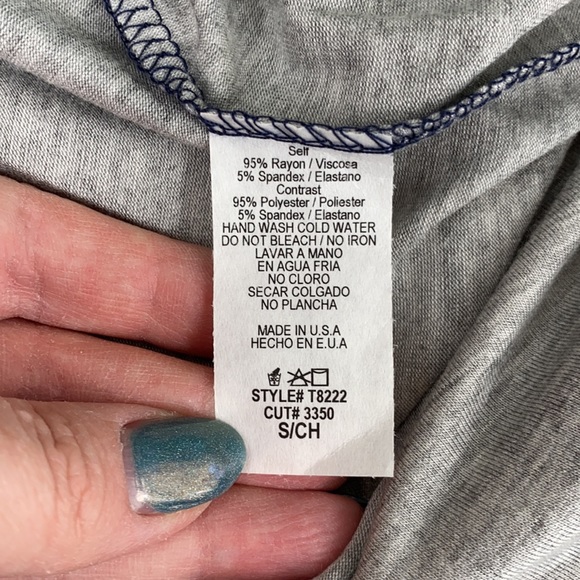 Self
95% Rayon / Viscosa
5% Spandex / Elastano
Contrast
95% Polyester / Poliester
5% Spandex / Elastano
HAND WASH COLD WATER
DO NOT BLEACH / NO IRON
LAVAR A MANO
EN AGUA FRIA
NO CLORO
SECAR COLGADO
NO PLANCHA
MADE IN U.S.A
HECHO EN E.U.A
STYLE# T8222
CUT# 3350
S/CH